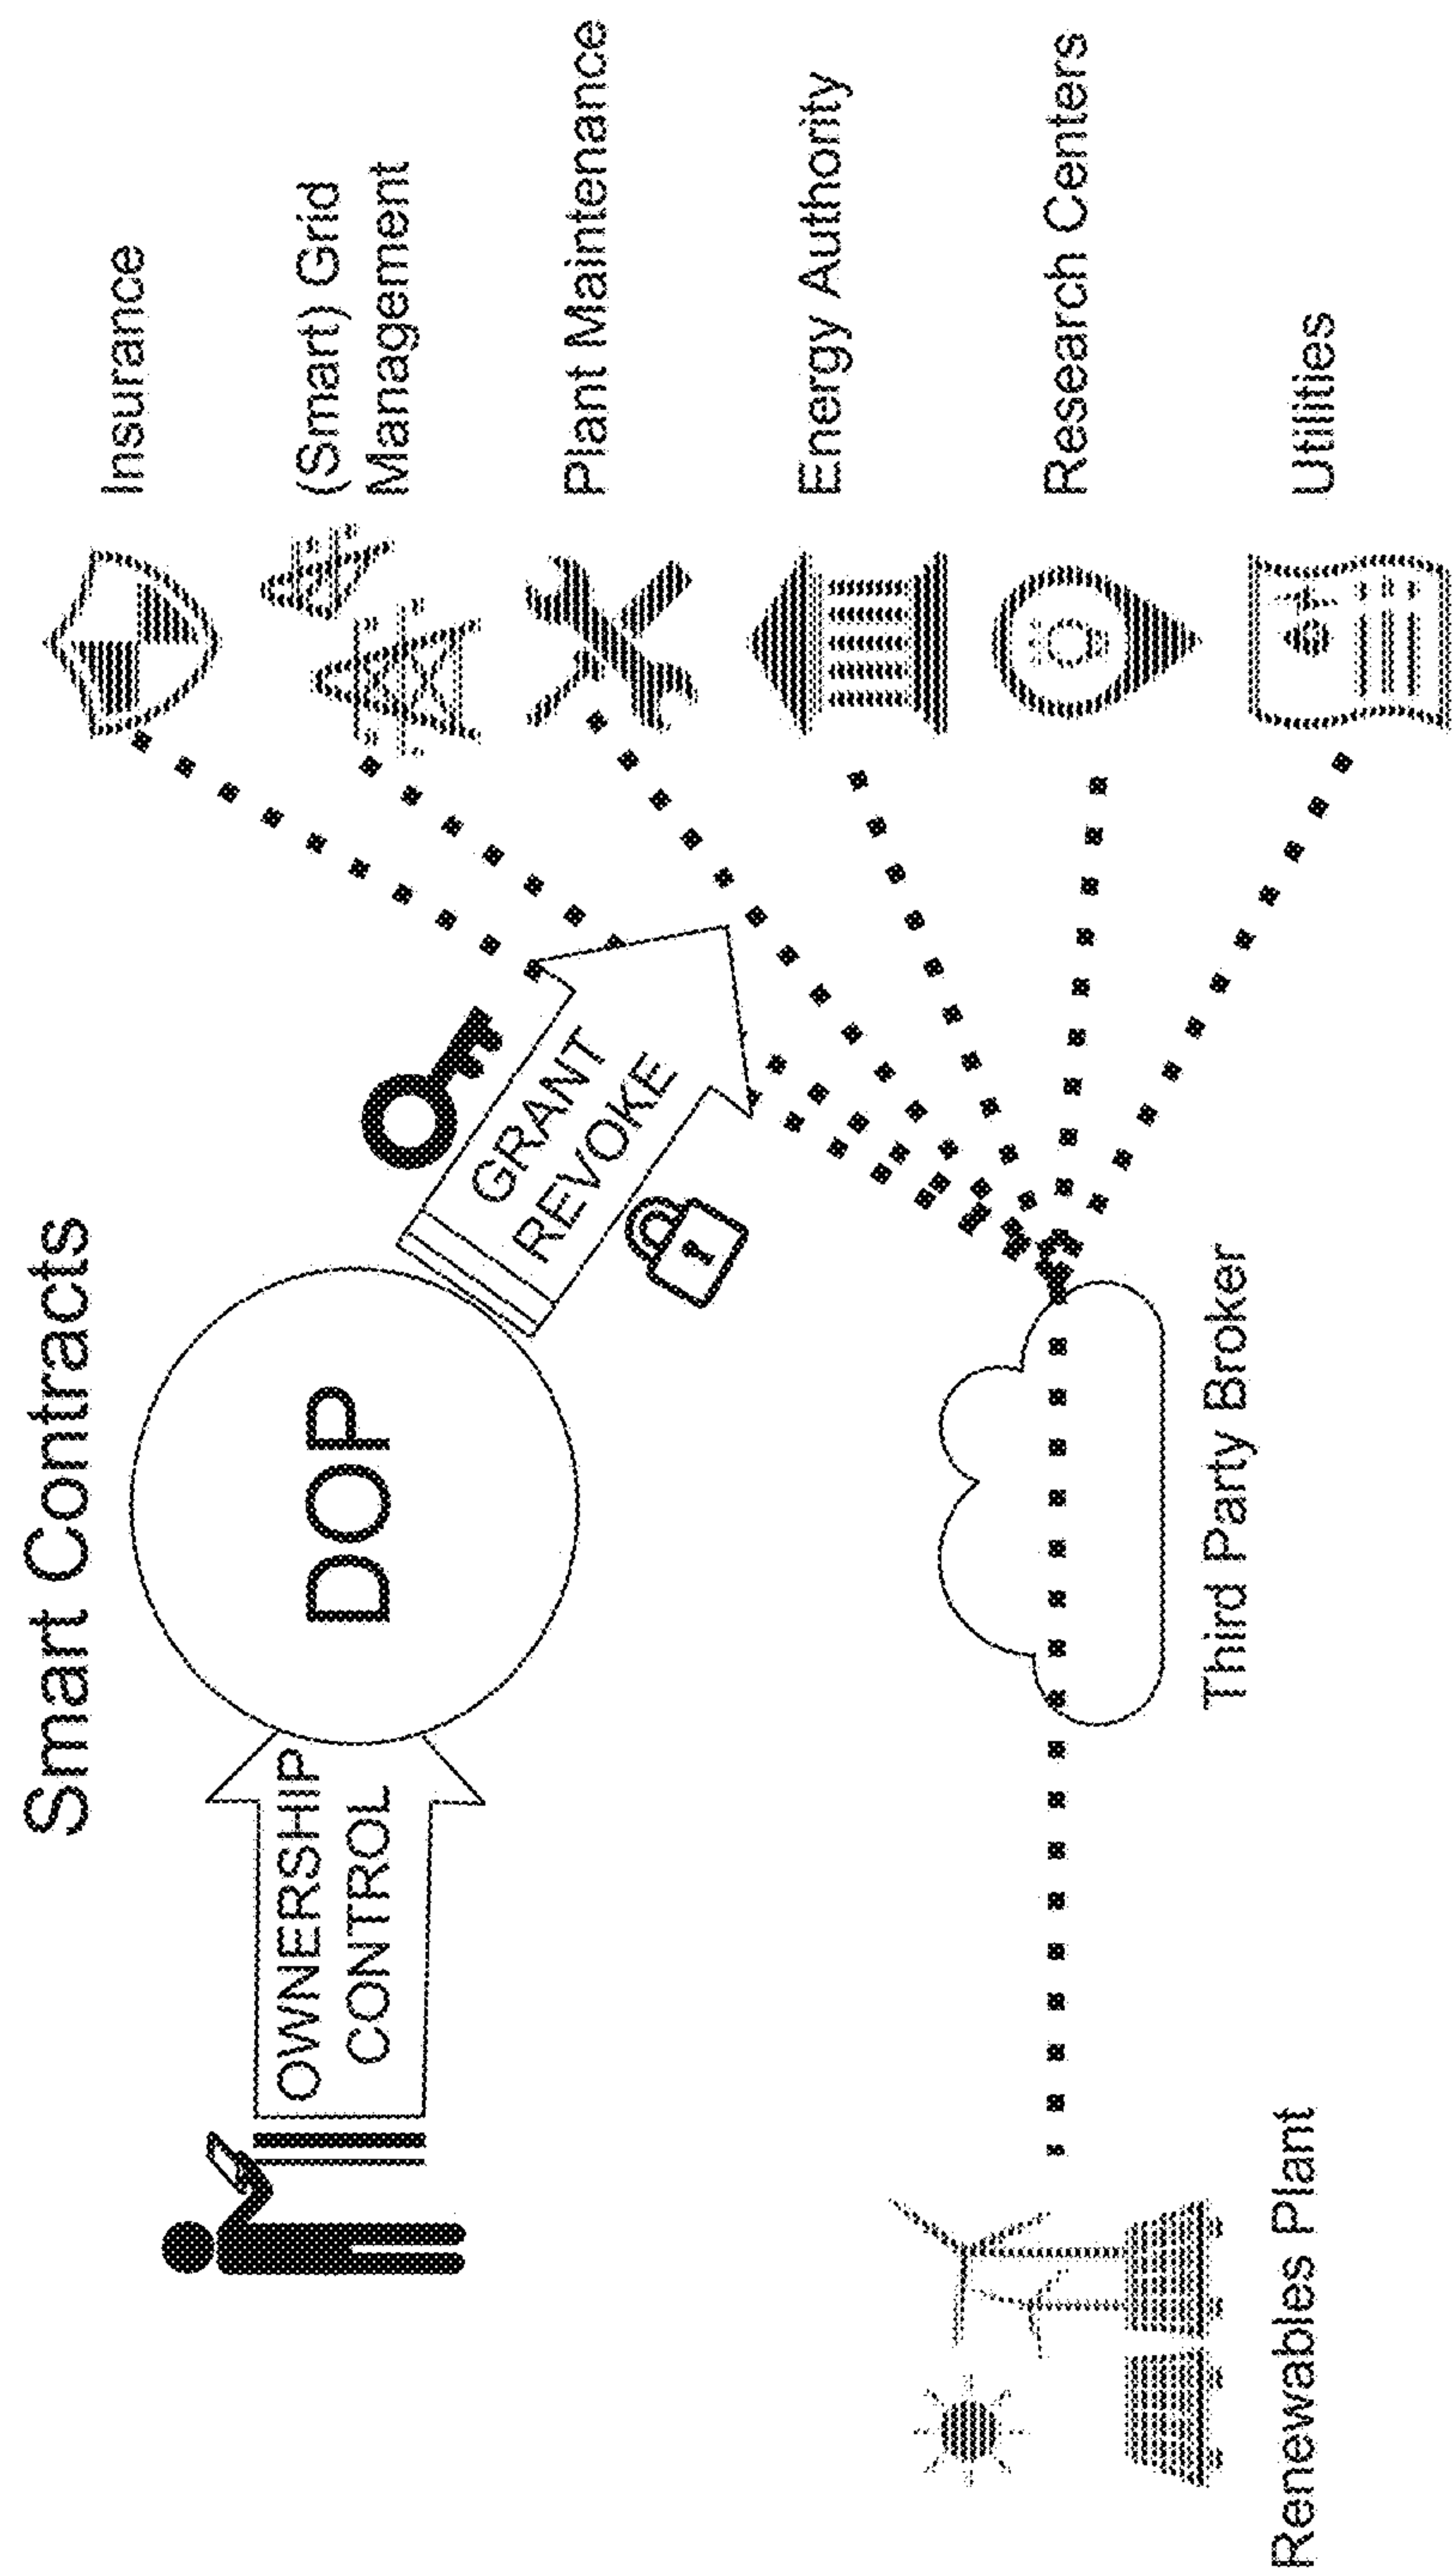 Smart Contracts
OWNERSHIP
CONTROL
DOP
GRANT
REVOKE
Insurance
(Smart) Grid
Management
Plant Maintenance
Energy Authority
Research Centers
Utilities
Third Party Broker
Renewables Plant